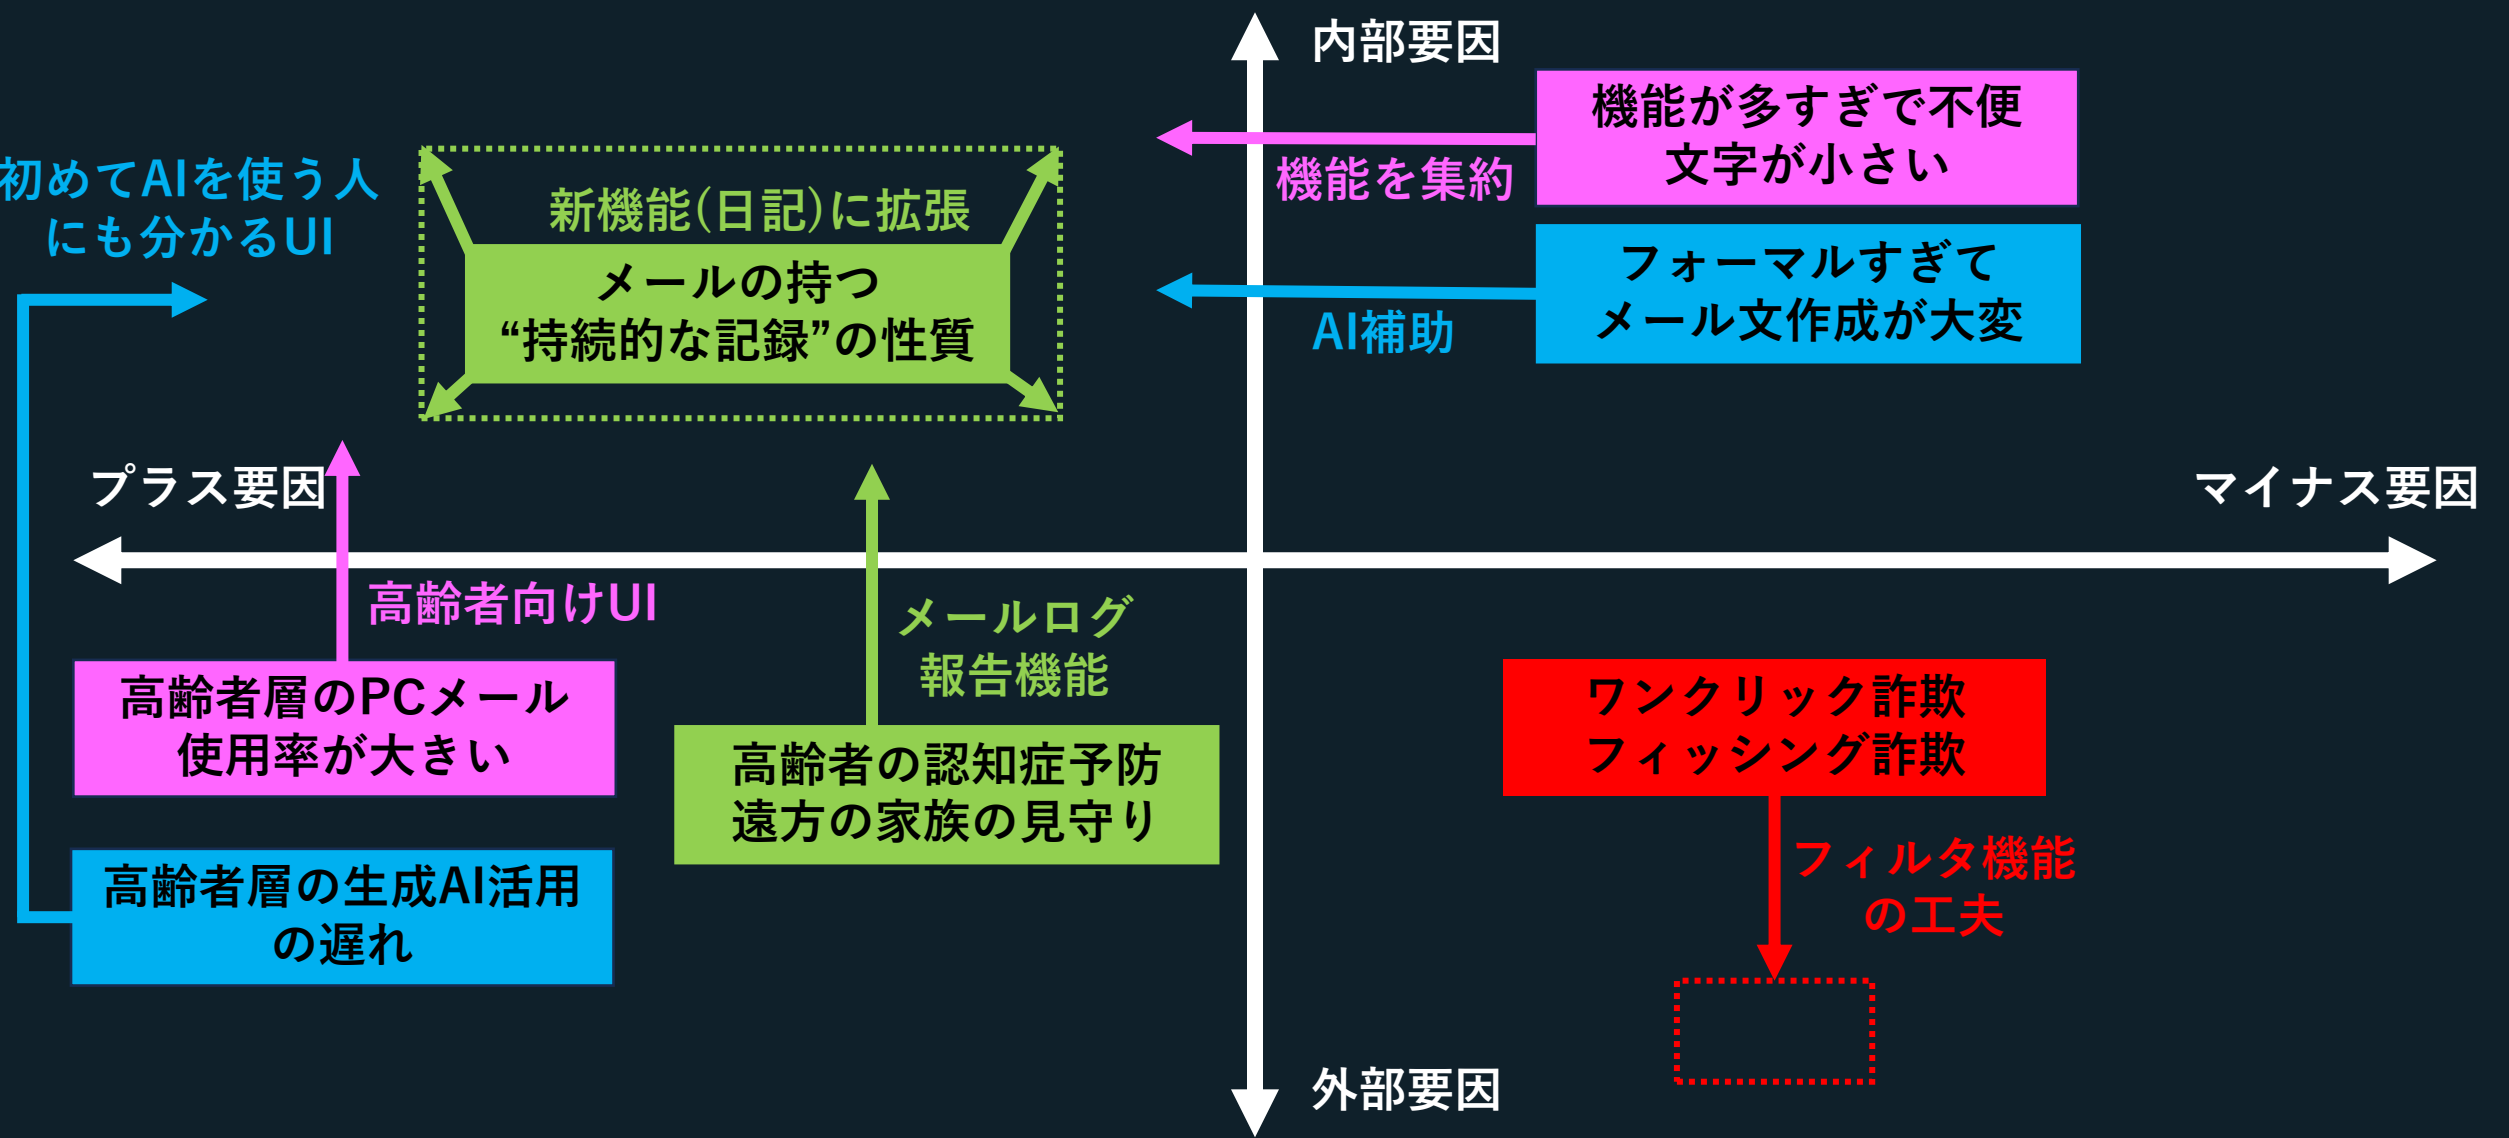 内部要因
機能が多すぎで不便
文字が小さい
機能を集約
初めてAIを使う人
にも分かるUI
新機能(日記)に拡張
メールの持つ
“持続的な記録”の性質
フォーマルすぎて
メール文作成が大変
AI補助
プラス要因
マイナス要因
高齢者向けUI
メールログ
報告機能
高齢者層のPCメール
使用率が大きい
高齢者の認知症予防
遠方の家族の見守り
ワンクリック詐欺
フィッシング詐欺
フィルタ機能
の工夫
高齢者層の生成AI活用
の遅れ
外部要因